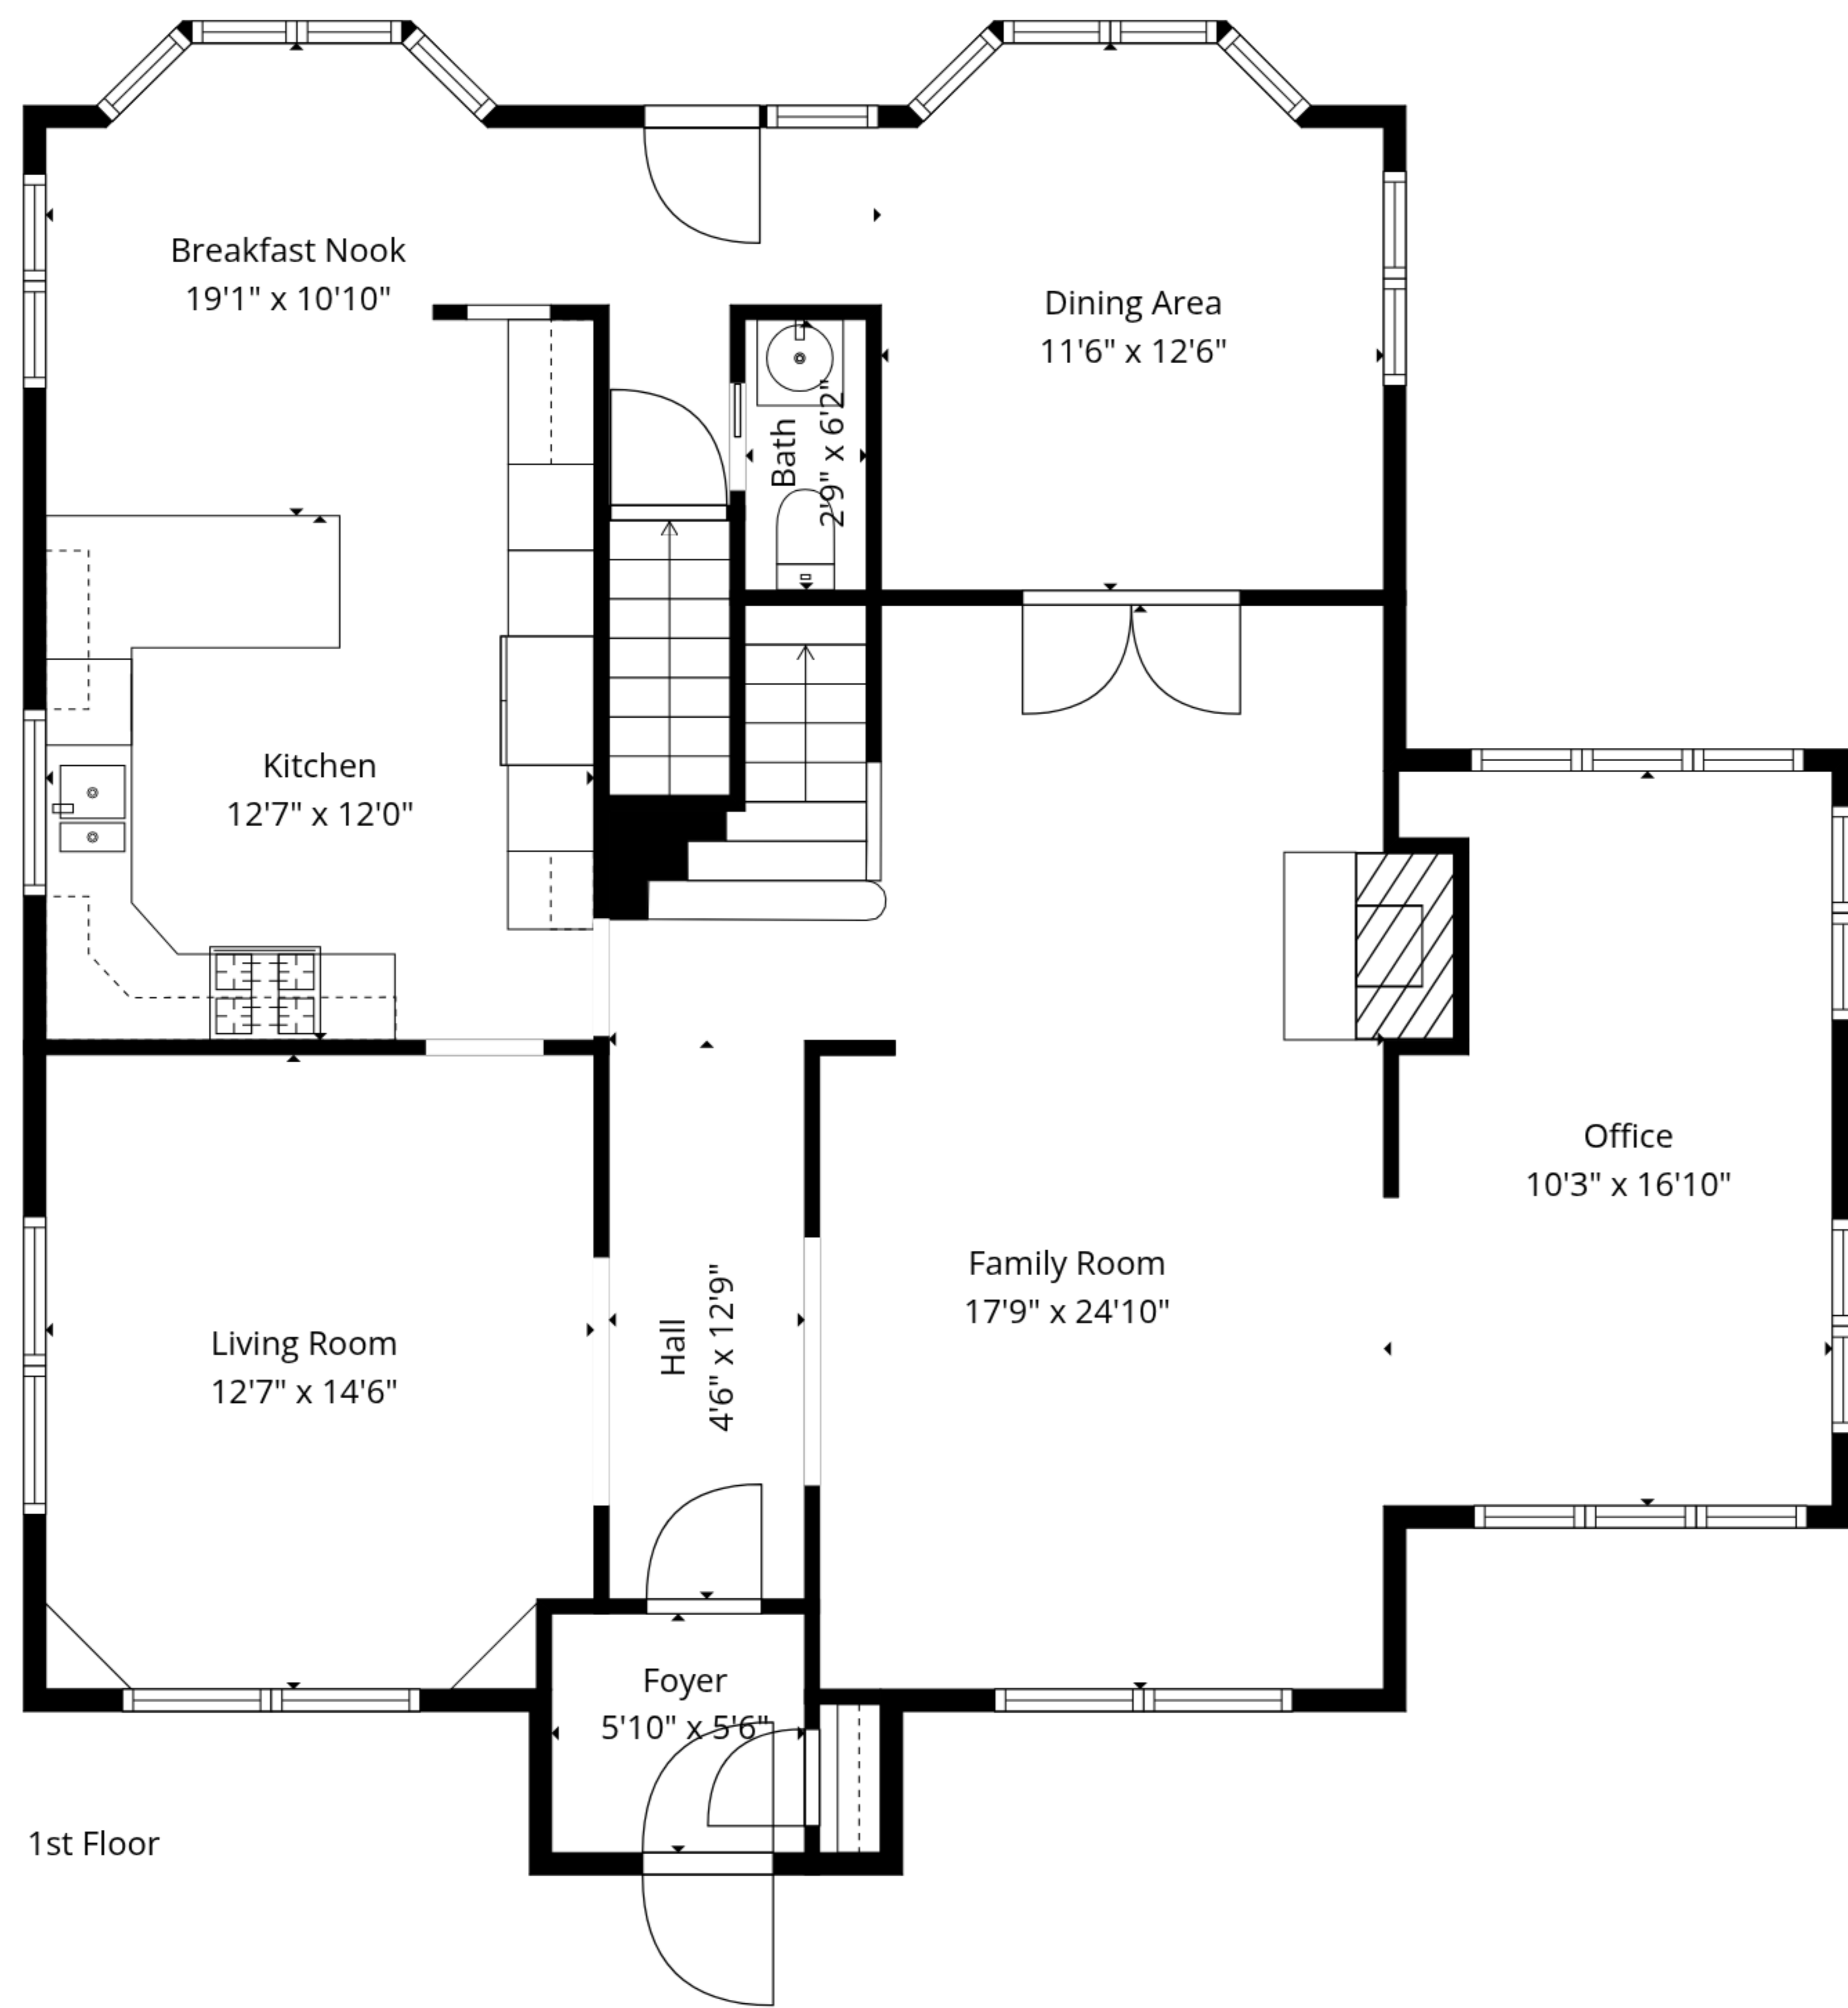 Breakfast Nook
19'1" x 10'10"
Dining Area
11'6" x 12'6"
Bath
2'9" x 6'2"
Kitchen
12'7" x 12'0"
Office
10'3" x 16'10"
Family Room
17'9" x 24'10"
Hall
4'6" x 12'9"
Living Room
12'7" x 14'6"
Foyer
5'10" x 5'6"
1st Floor